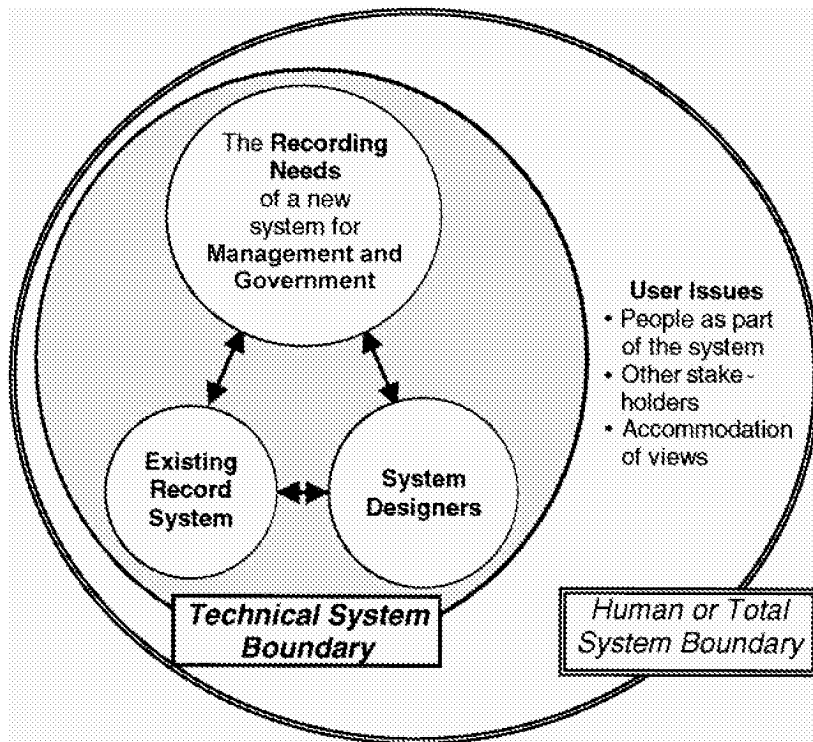 The Recording
Needs
of a new
system for
Management and
Government
User Issues
• People as part
of the system
• Other stake-
holders
• Accommodation
of views
Existing
Record
System
System
Designers
Technical System
Boundary
Human or Total
System Boundary